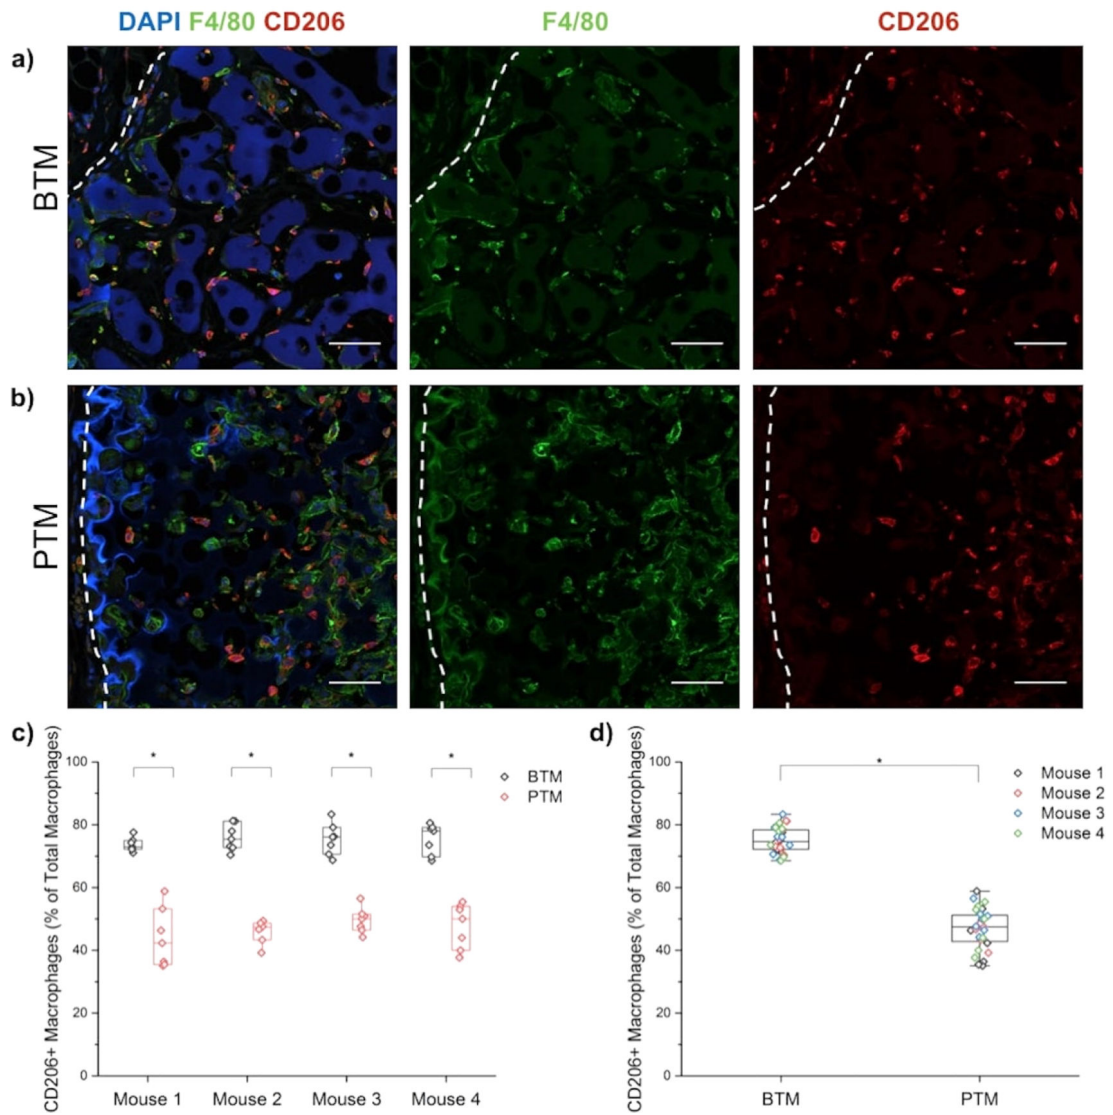 DAPI F4/80 CD206
F4/80
CD206
a)
BTM
b)
PTM
c)
CD206+ Macrophages (% of Total Macrophages)
100
80
60
40
20
0
*
*
*
*
BTM
PTM
Mouse 1
Mouse 2
Mouse 3
Mouse 4
d)
CD206+ Macrophages (% of Total Macrophages)
100
80
60
40
20
0
*
Mouse 1
Mouse 2
Mouse 3
Mouse 4
BTM
PTM